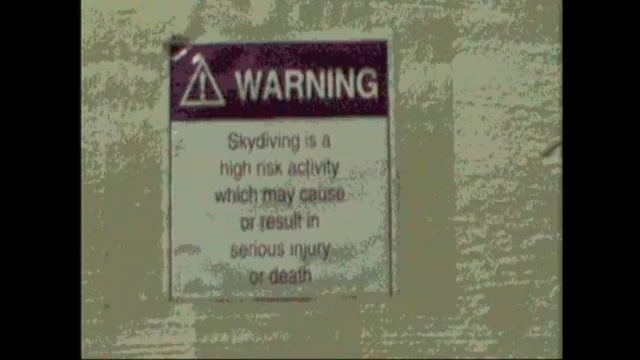 WARNING
Skydiving is a
high risk activity
which may cause
or result in
serious injury
or death